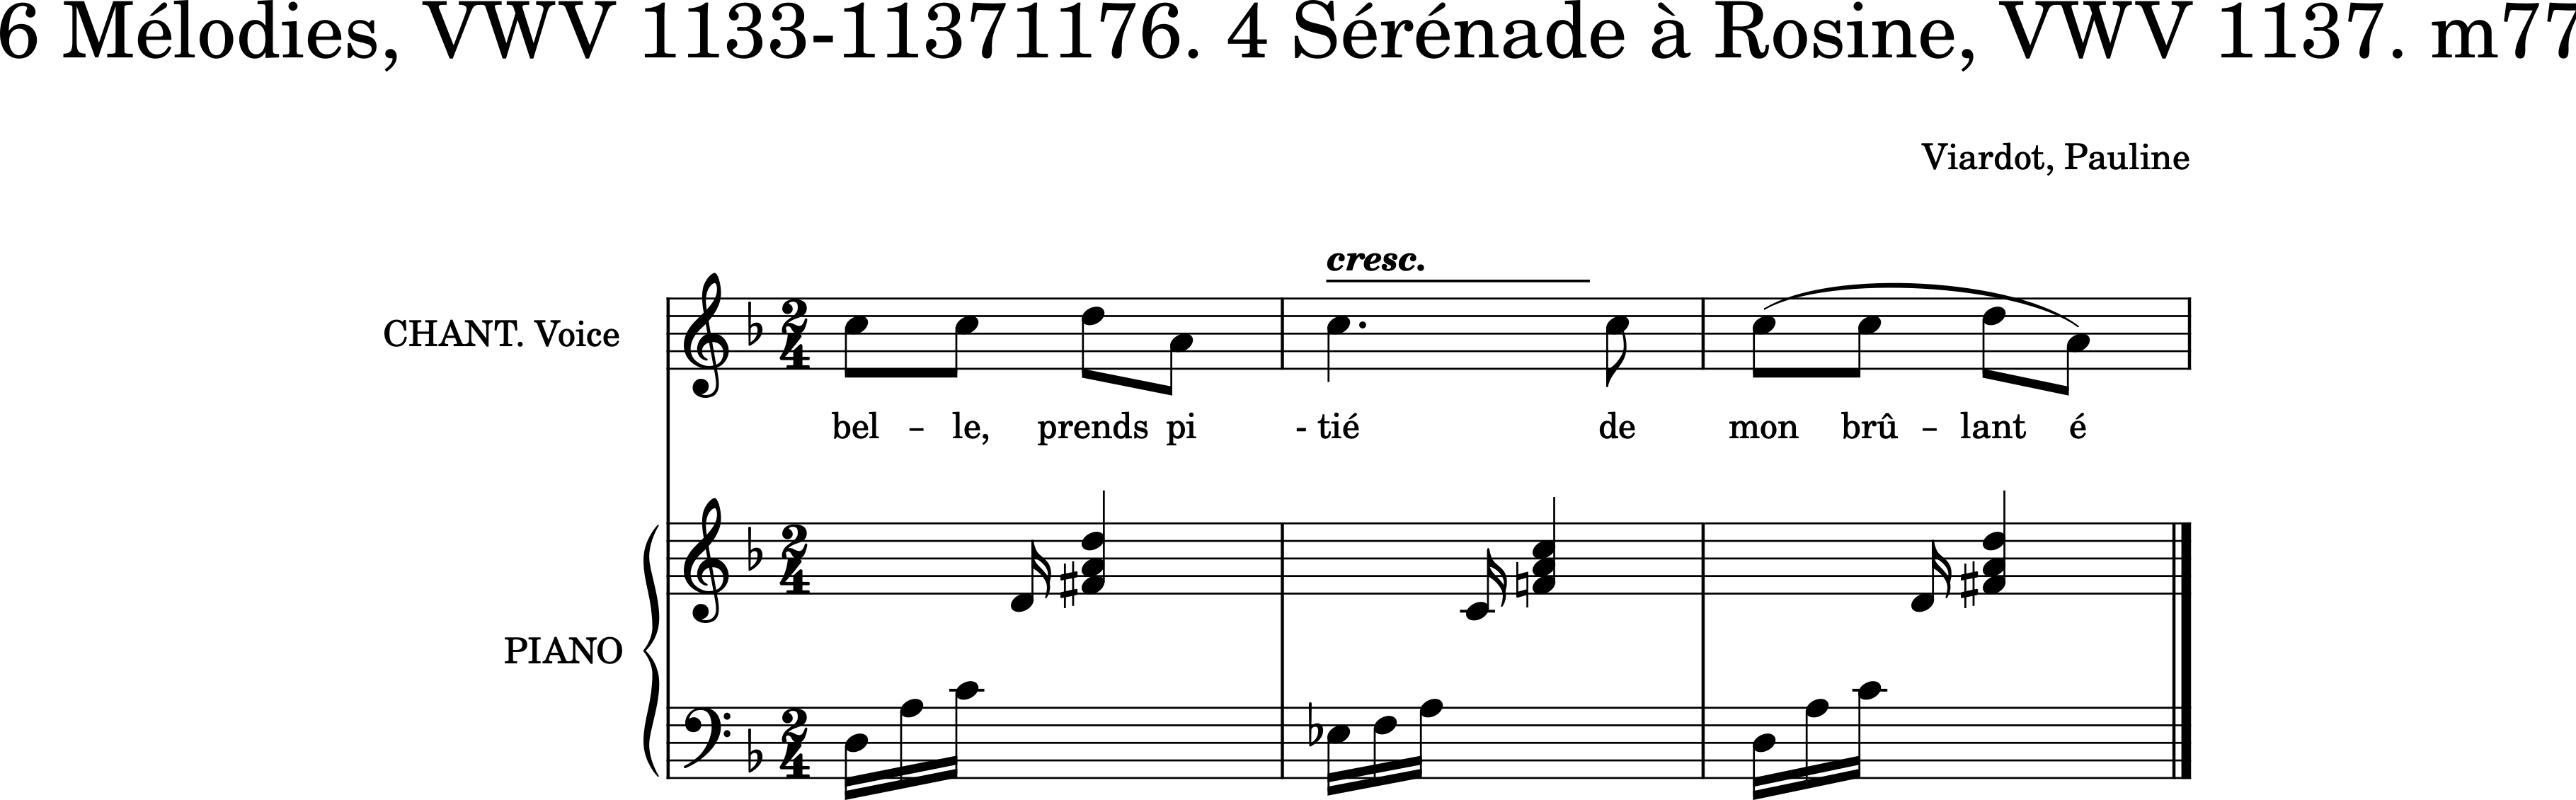 6 Mélodies, VWV 1133-11371176. 4 Sérénade à Rosine, VWV 1137. m77
Viardot, Pauline
cresc.
CHANT. Voice
bel – le, prends pi - tié de mon brû – lant é
PIANO